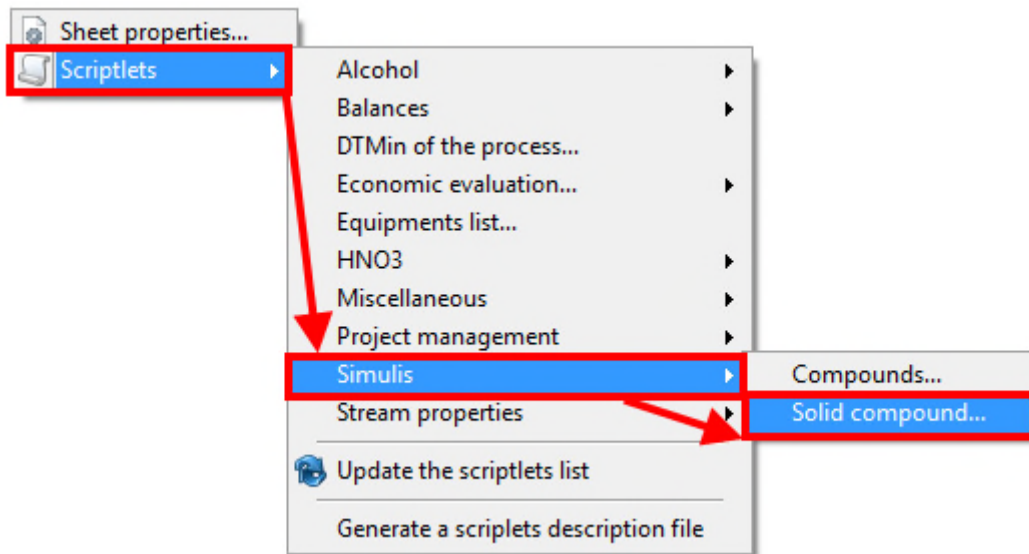 Sheet properties...
Scriptlets
Alcohol
Balances
DTMin of the process...
Economic evaluation...
Equipments list...
HNO3
Miscellaneous
Project management
Simulis
Compounds...
Solid compound...
Stream properties
Update the scriptlets list
Generate a scriplets description file